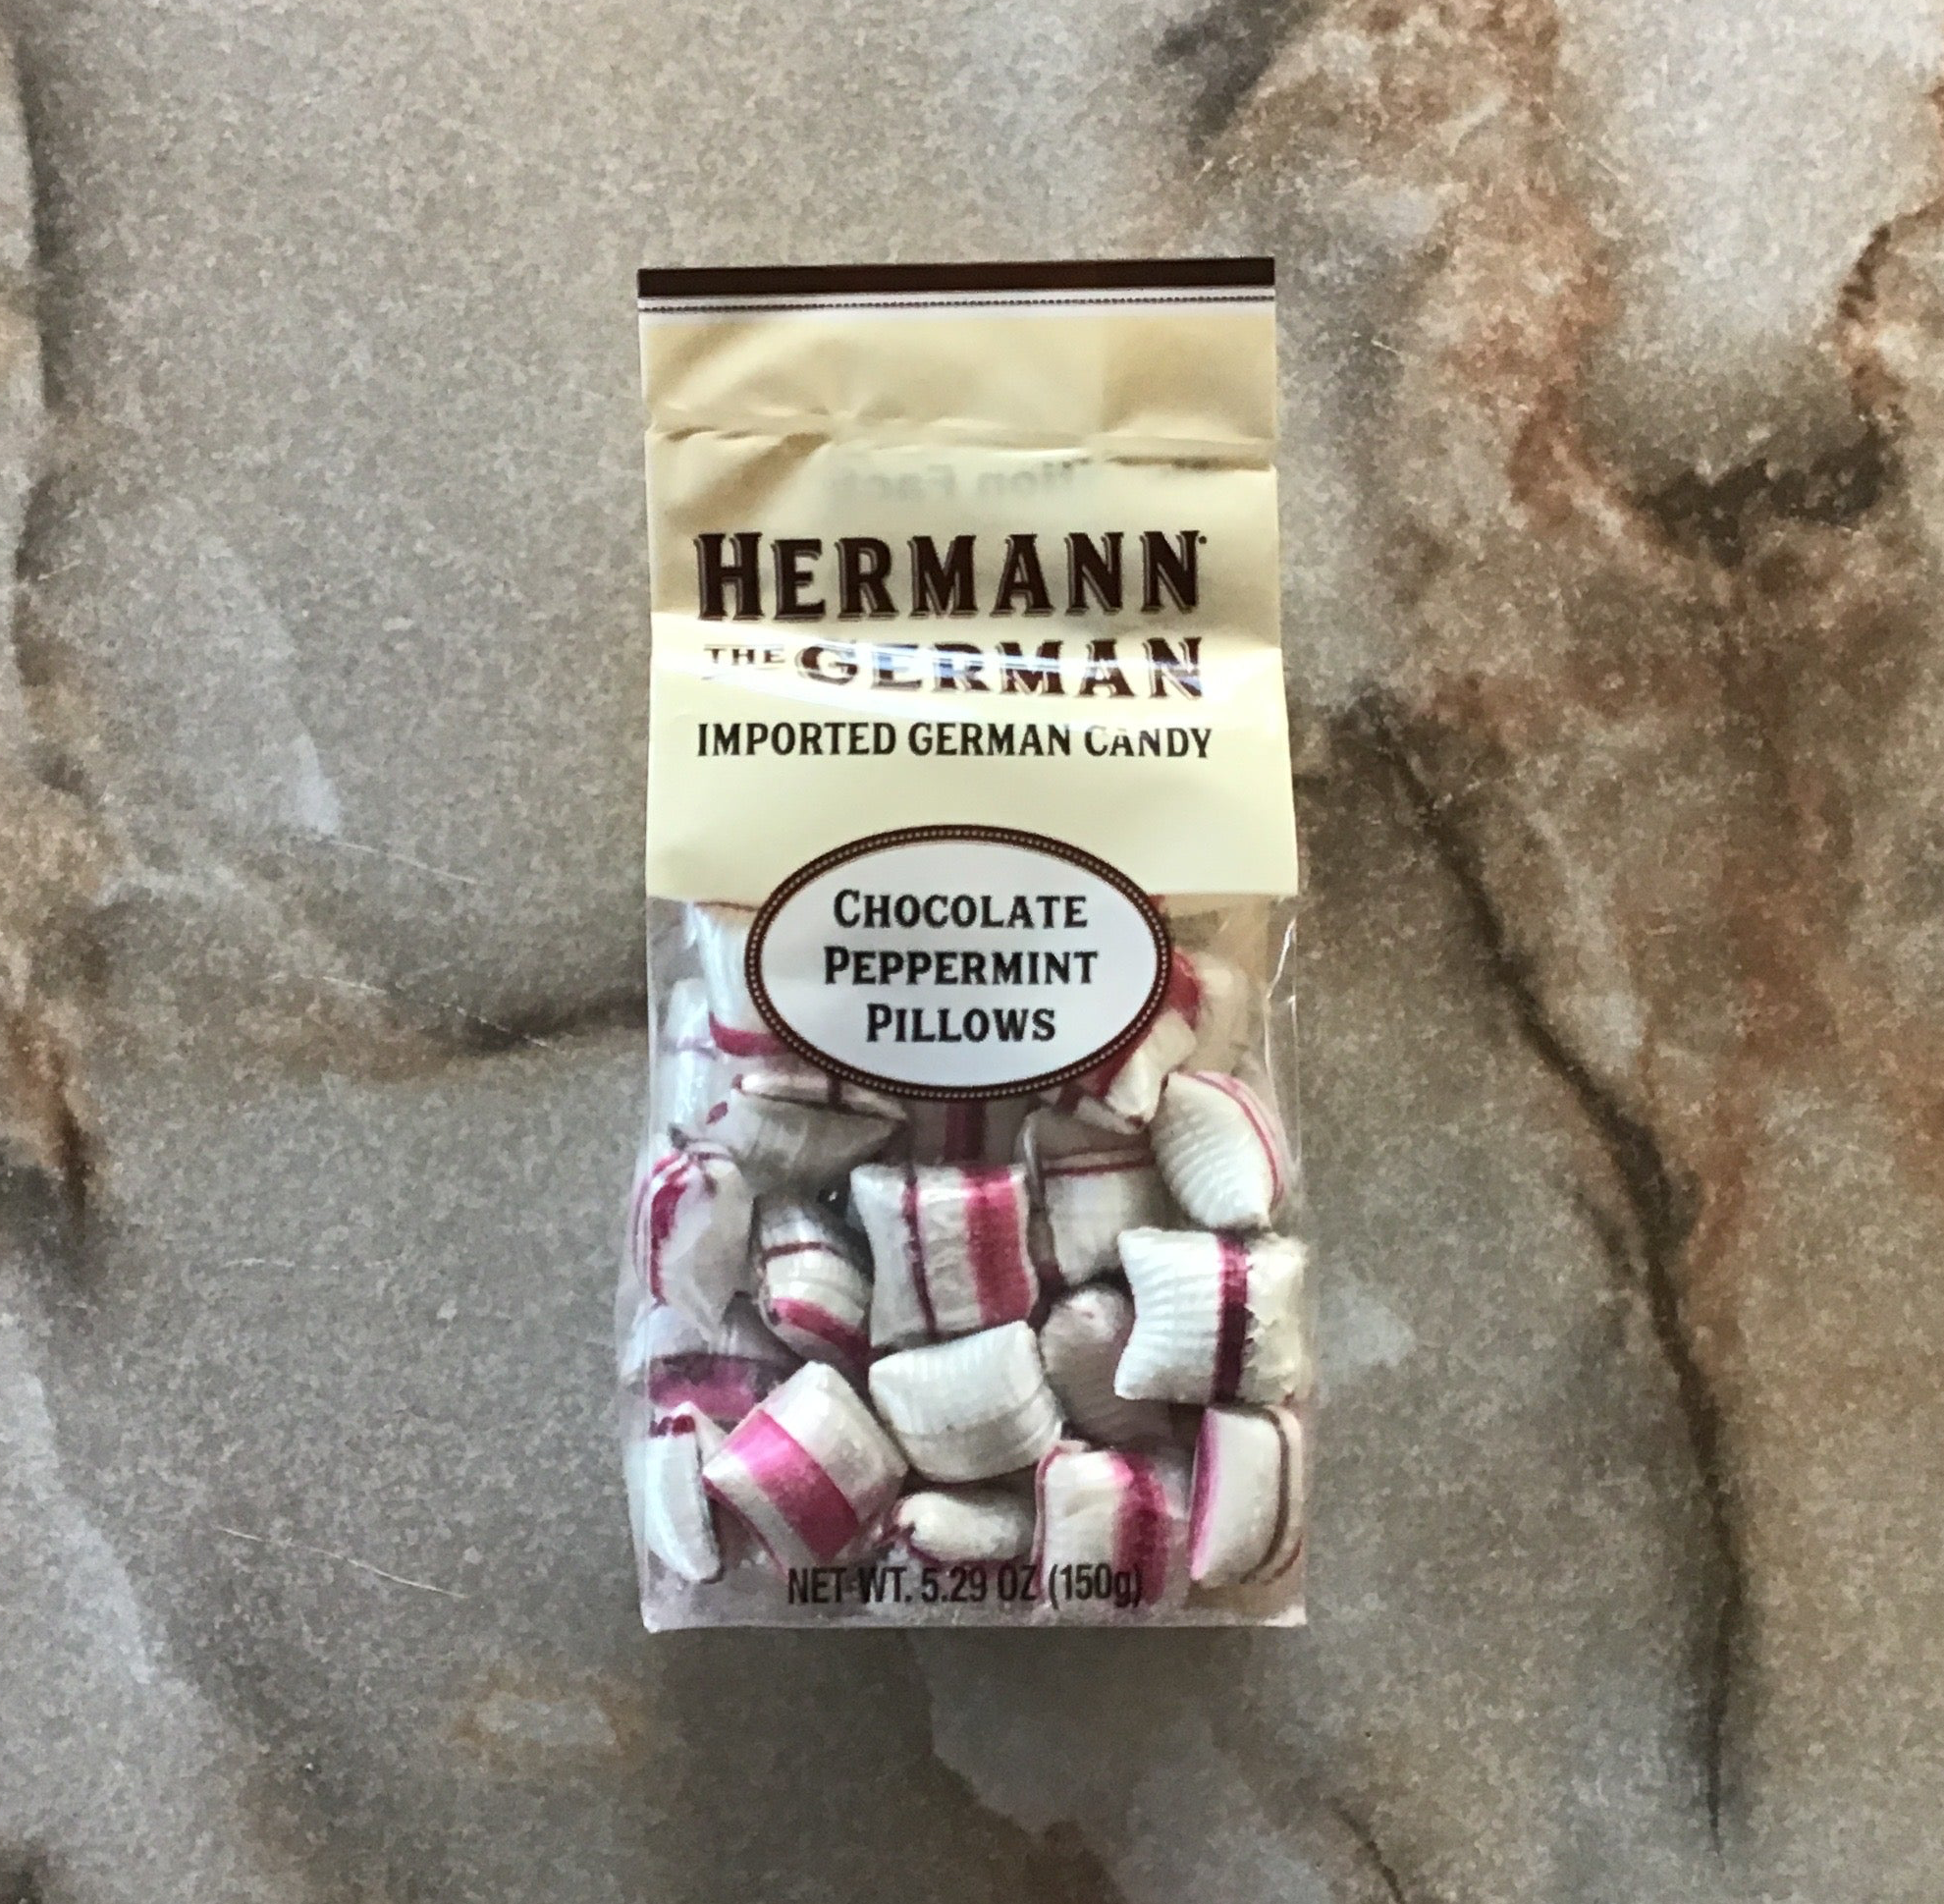 HERMANN
THE GERMAN
IMPORTED GERMAN CANDY
CHOCOLATE
PEPPERMINT
PILLOWS
NET WT. 5.29 OZ (150g)